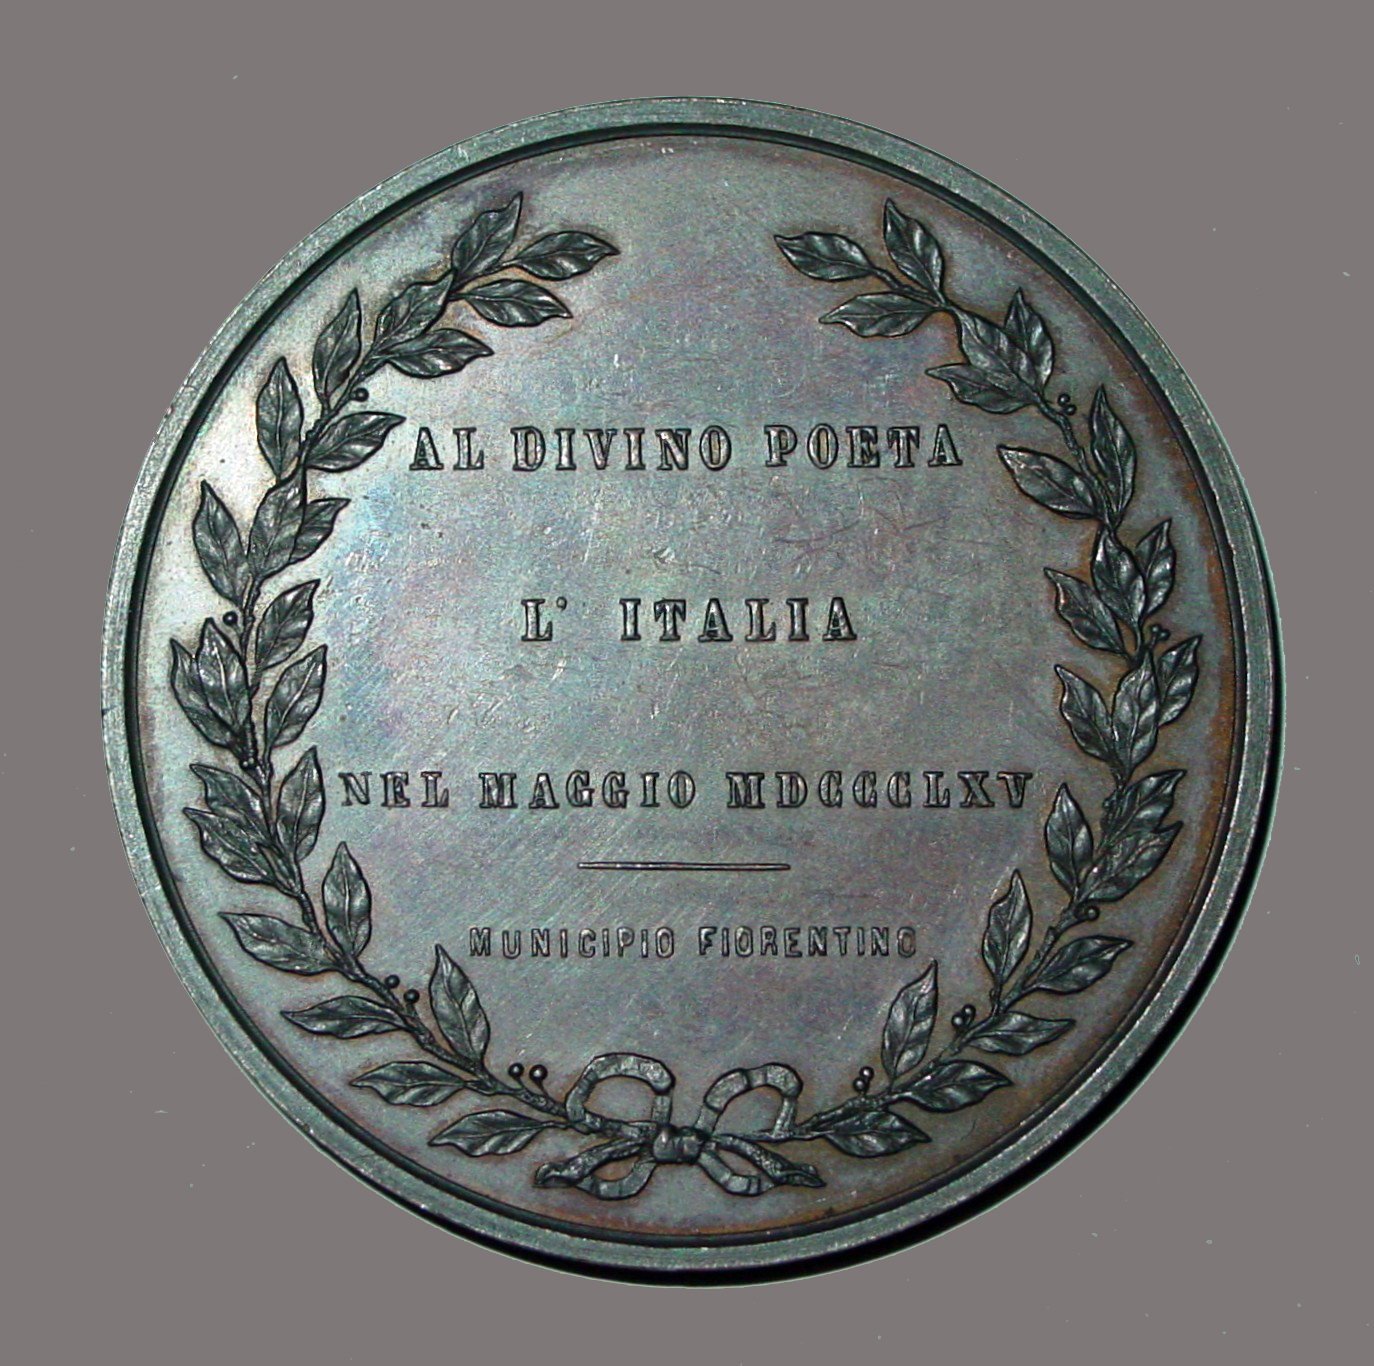 AL DIVINO POETA
L' ITALIA
NEL MAGGIO MDCCCLXV
MUNICIPIO FIORENTINO